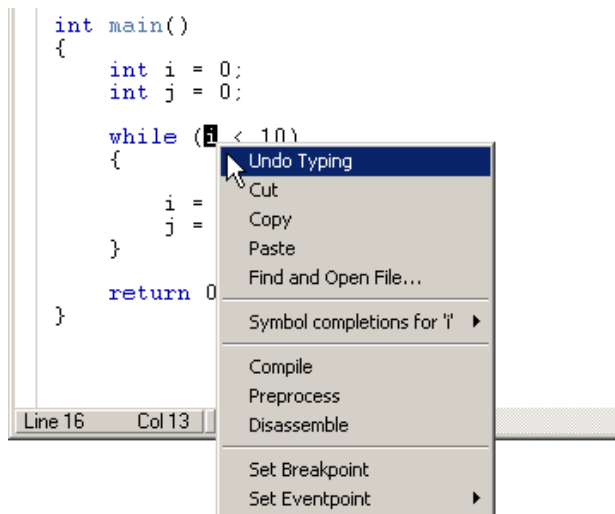 int main()
{
int i = 0;
int j = 0;
while (i < 10)
{
i =
j =
}
return 0
}
Undo Typing
Cut
Copy
Paste
Find and Open File...
Symbol completions for 'i'
Compile
Preprocess
Disassemble
Set Breakpoint
Set Eventpoint
Line 16 Col 13